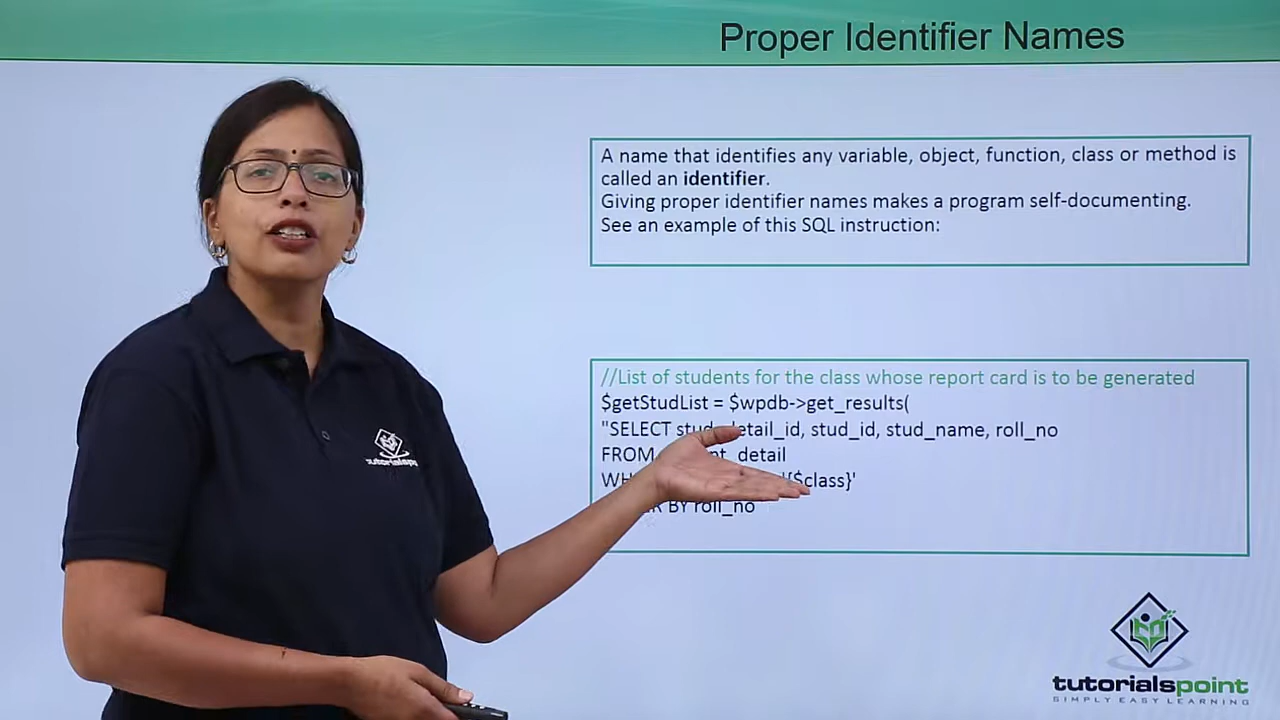 Proper Identifier Names
A name that identifies any variable, object, function, class or method is
called an identifier.
Giving proper identifier names makes a program self-documenting.
See an example of this SQL instruction:
//List of students for the class whose report card is to be generated
$getStudList = $wpdb->get_results(
"SELECT stud_detail_id, stud_id, stud_name, roll_no
FROM detail
{$class}'
BY roll_no
tutorialspoint
SIMPLY EASY LEARNING